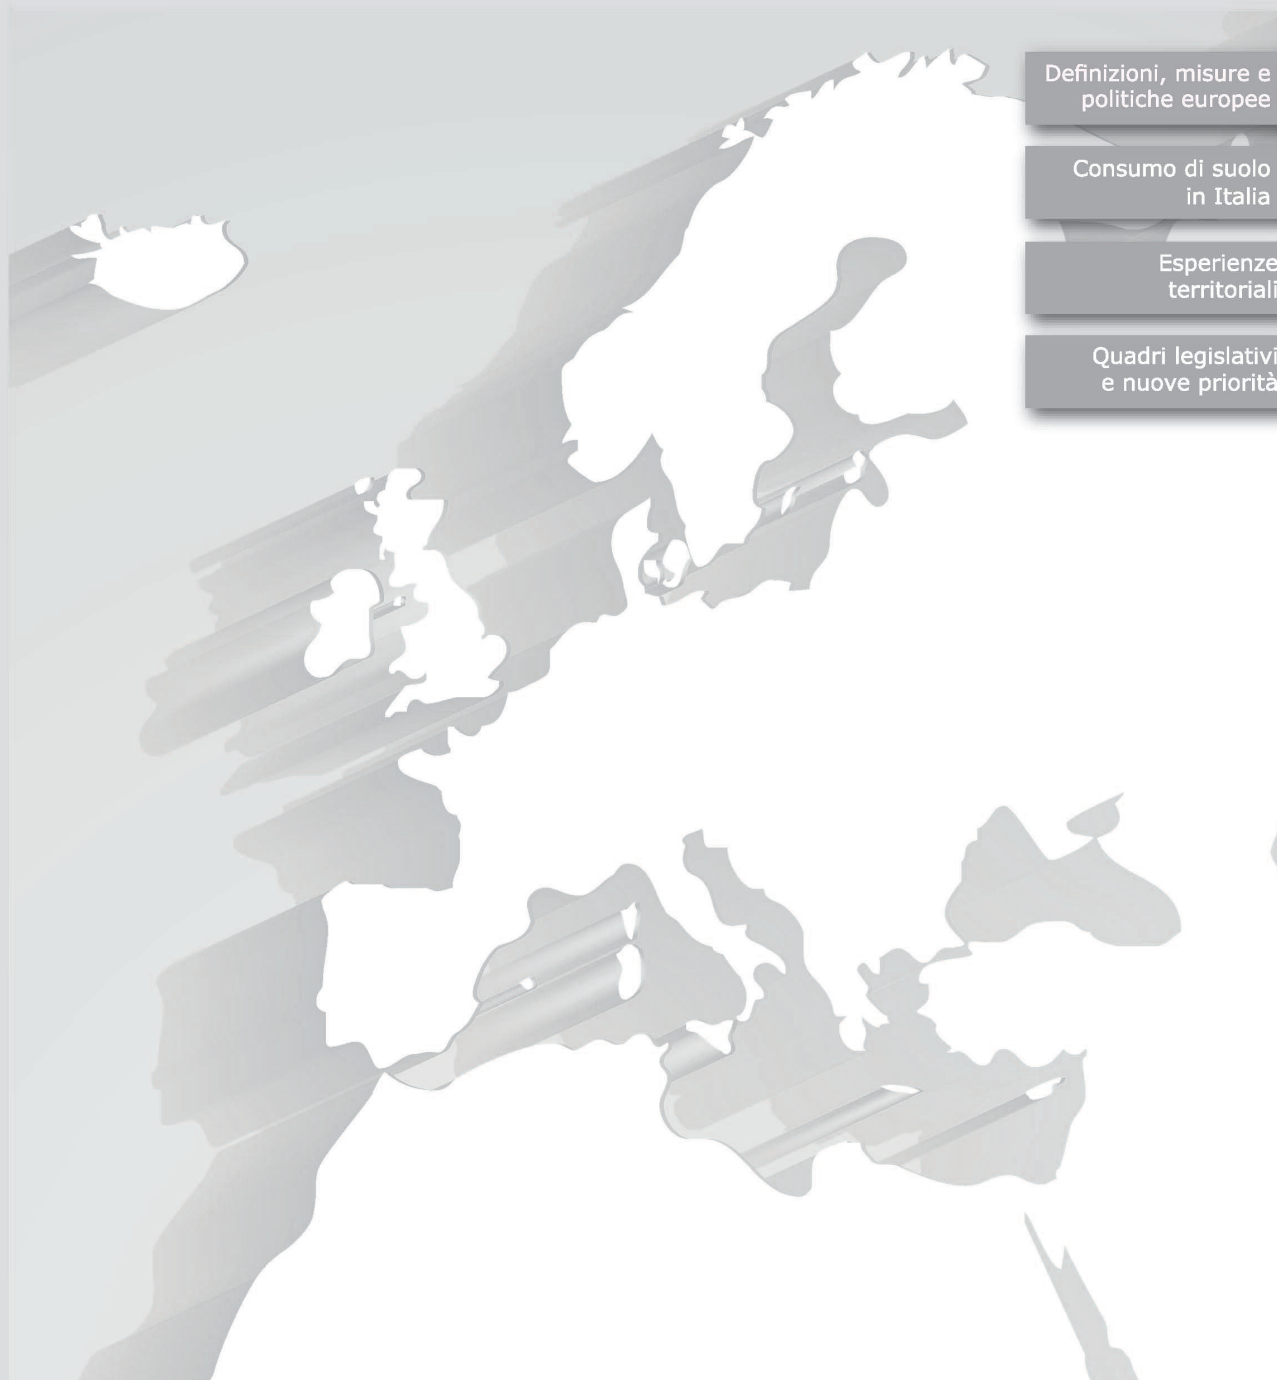 Definizioni, misure e
politiche europee
Consumo di suolo
in Italia
Esperienze
territoriali
Quadri legislativi
e nuove priorità